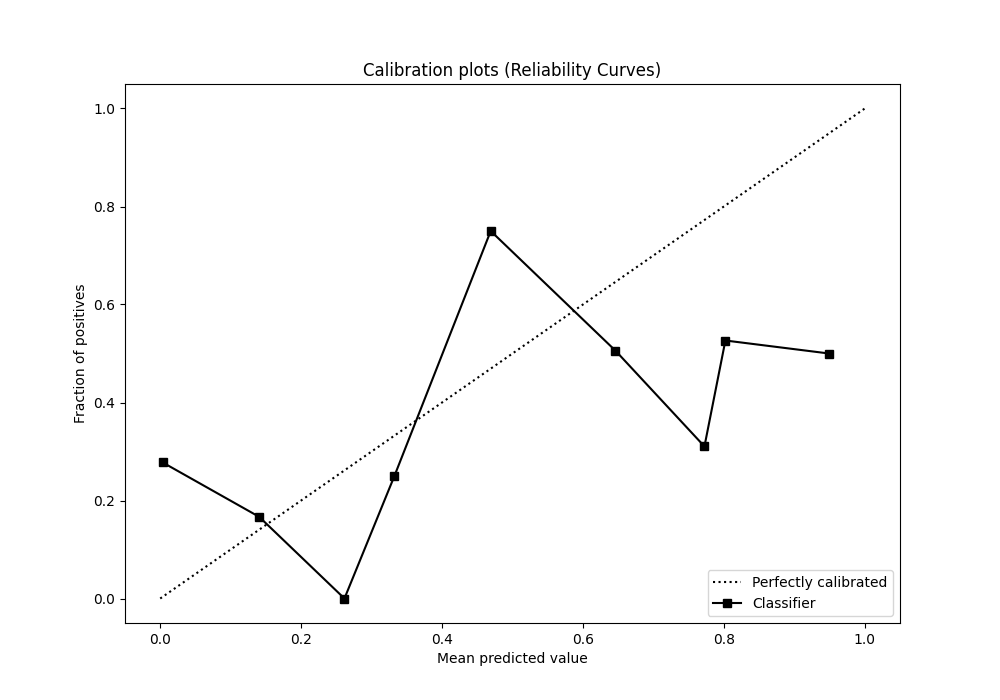 Calibration plots (Reliability Curves)
1.0
0.8
0.6
0.4
0.2
0.0
Fraction of positives
0.0 0.2 0.4 0.6 0.8 1.0
Mean predicted value
Perfectly calibrated
Classifier